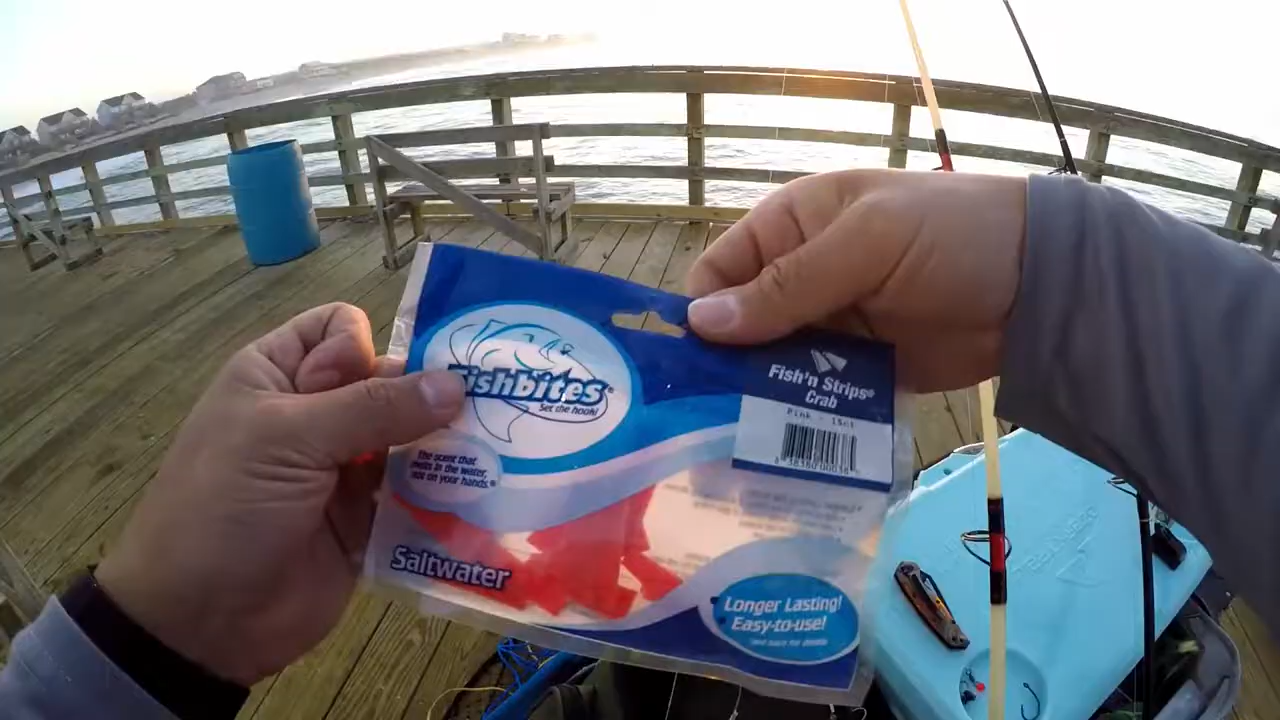 Fishbites®
Set the hook!
Fish'n Strips®
Crab
Pink - 15ct
The scent that
melts in the water,
not on your hands.®
Saltwater
Longer Lasting!
Easy-to-use!